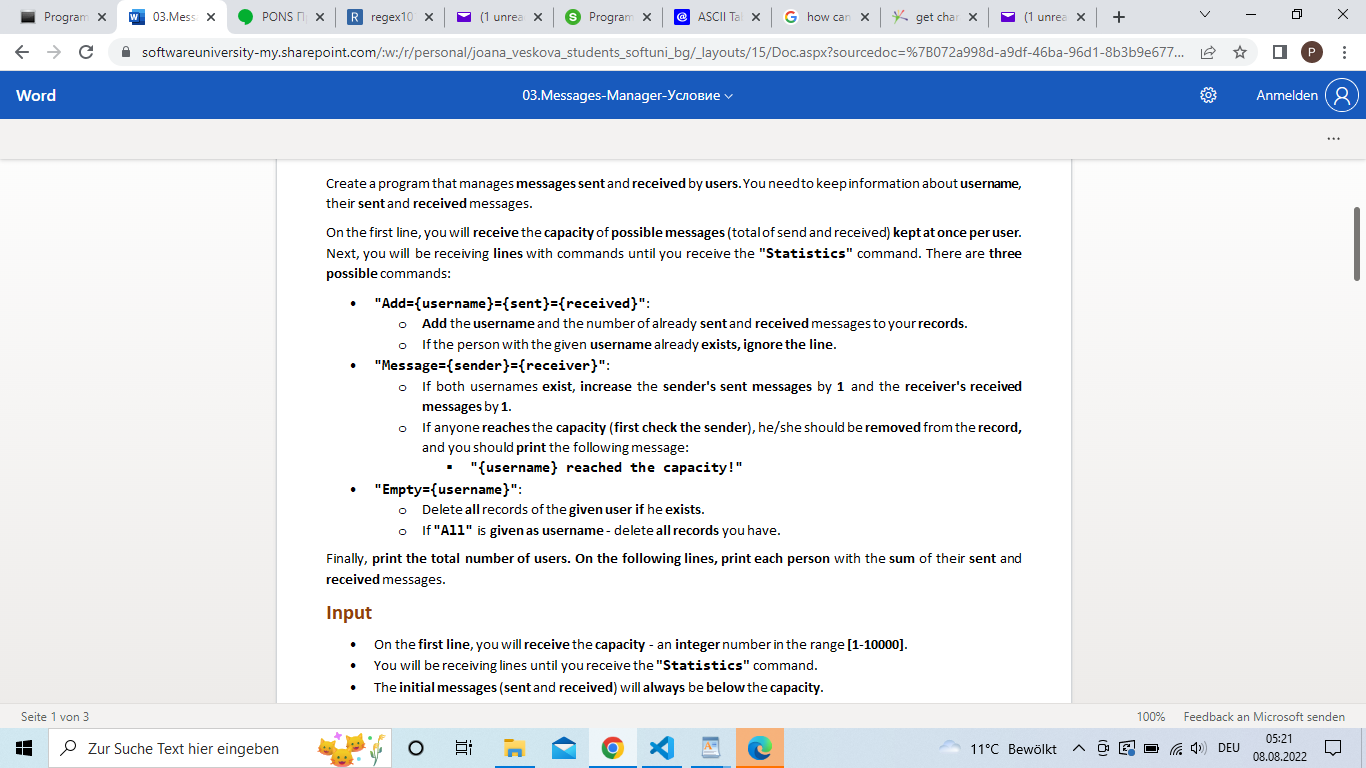 Program
03.Mess
PONS П
regex10
(1 unrea
Program
ASCII Tal
how can
get char
(1 unrea
softwareuniversity-my.sharepoint.com/:w:/r/personal/joana_veskova_students_softuni_bg/_layouts/15/Doc.aspx?sourcedoc=%7B072a998d-a9df-46ba-96d1-8b3b9e677...
P
Word
03.Messages-Manager-Условие
Anmelden
Create a program that manages messages sent and received by users. You need to keep information about username,
their sent and received messages.
On the first line, you will receive the capacity of possible messages (total of send and received) kept at once per user.
Next, you will be receiving lines with commands until you receive the "Statistics" command. There are three
possible commands:
• "Add={username}={sent}={received}":
o Add the username and the number of already sent and received messages to your records.
o If the person with the given username already exists, ignore the line.
• "Message={sender}={receiver}":
o If both usernames exist, increase the sender's sent messages by 1 and the receiver's received
messages by 1.
o If anyone reaches the capacity (first check the sender), he/she should be removed from the record,
and you should print the following message:
▪ "{username} reached the capacity!"
• "Empty={username}":
o Delete all records of the given user if he exists.
o If "All" is given as username - delete all records you have.
Finally, print the total number of users. On the following lines, print each person with the sum of their sent and
received messages.
Input
• On the first line, you will receive the capacity - an integer number in the range [1-10000].
• You will be receiving lines until you receive the "Statistics" command.
• The initial messages (sent and received) will always be below the capacity.
Seite 1 von 3
100%
Feedback an Microsoft senden
Zur Suche Text hier eingeben
11°C Bewölkt
DEU
05:21
08.08.2022